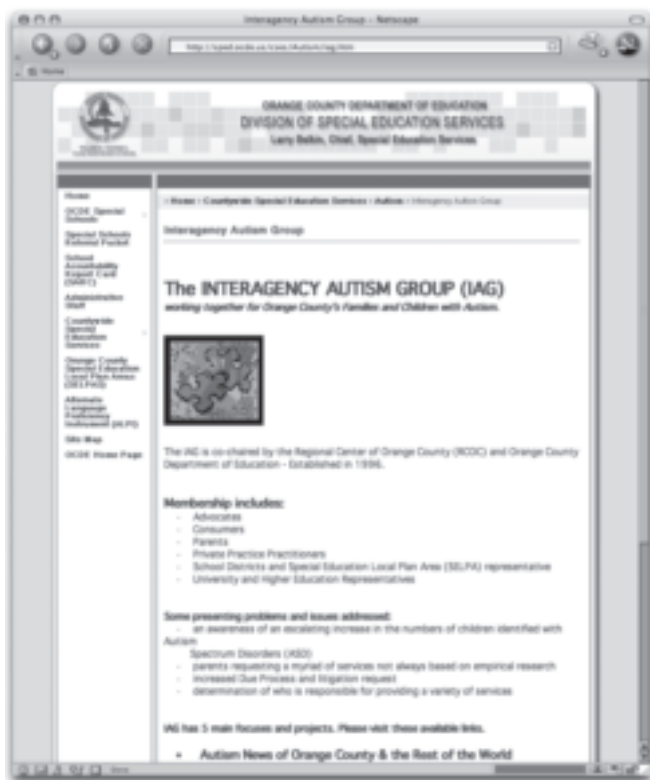 Interagency Autism Group - Netscape
Home
ORANGE COUNTY DEPARTMENT OF EDUCATION
DIVISION OF SPECIAL EDUCATION SERVICES
Larry Belkin, Chief, Special Education Services
Home
OCDE Special
Schools
Special Schools
Referral Packet
School
Accountability
Report Card
(SARC)
Administrative
Staff
Countywide
Special
Education
Services
Orange County
Special Education
Local Plan Areas
(SELPAS)
Alternate
Language
Proficiency
Instrument (ALPI)
Site Map
OCDE Home Page
Home > Countywide Special Education Services > Autism > Interagency Autism Group
Interagency Autism Group
The INTERAGENCY AUTISM GROUP (IAG)
working together for Orange County's Families and Children with Autism.
The IAG is co-chaired by the Regional Center of Orange County (RCOC) and Orange County
Department of Education - Established in 1996.
Membership includes:
- Advocates
- Consumers
- Parents
- Private Practice Practitioners
- School Districts and Special Education Local Plan Area (SELPA) representative
- University and Higher Education Representatives
Some presenting problems and issues addressed:
- an awareness of an escalating increase in the numbers of children identified with
Autism
Spectrum Disorders (ASD)
- parents requesting a myriad of services not always based on empirical research
- increased Due Process and litigation request
- determination of who is responsible for providing a variety of services
IAG has 5 main focuses and projects. Please visit these available links.
• Autism News of Orange County & the Rest of the World